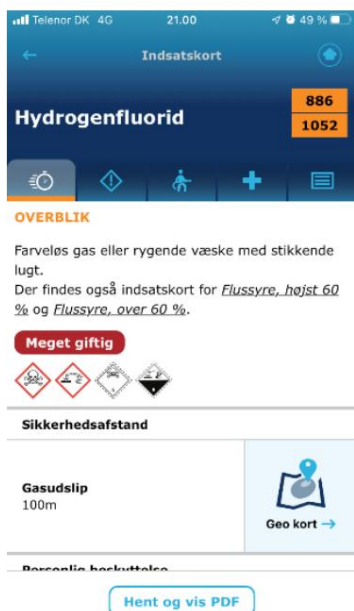 Telenor DK 4G 21.00 49 %
Indsatskort
Hydrogenfluorid
886
1052
OVERBLIK
Farveløs gas eller rygende væske med stikkende
lugt.
Der findes også indsatskort for Flussyre, højst 60
% og Flussyre, over 60 %.
Meget giftig
Sikkerhedsafstand
Gasudslip
100m
Geo kort →
Personlig beskyttelse
Hent og vis PDF